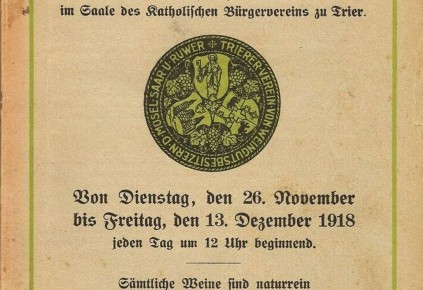 im Saale des Katholischen Bürgervereins zu Trier.
TRIERER·VEREIN·VON·WEINGUTSBESITZERN·D·MOSEL·SAAR·U·RUWER
Von Dienstag, den 26. November
bis Freitag, den 13. Dezember 1918
jeden Tag um 12 Uhr beginnend.
Sämtliche Weine sind naturrein